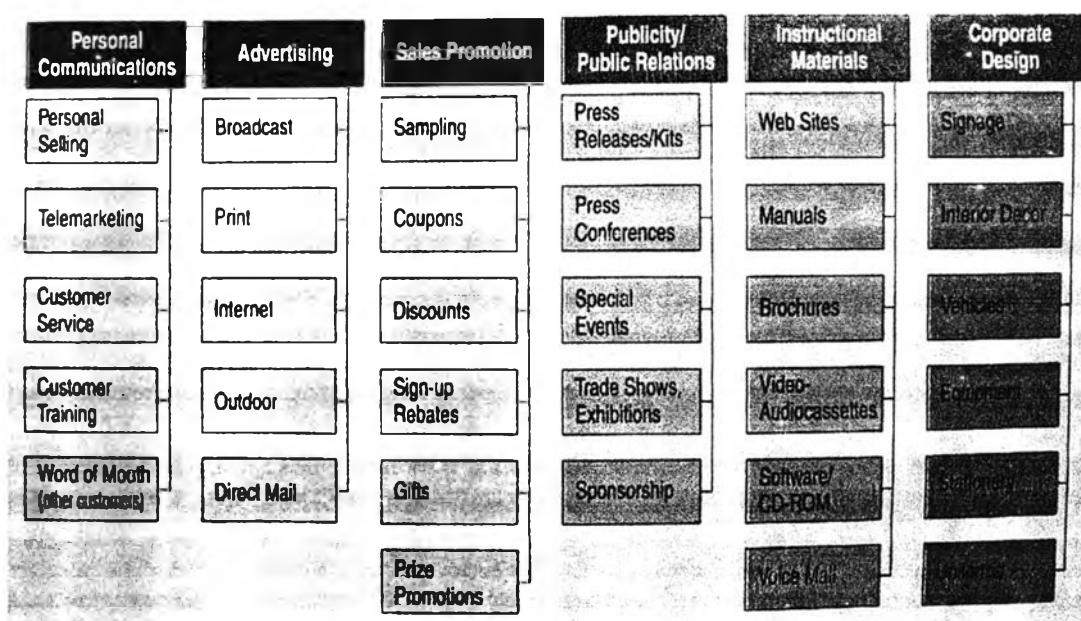 Personal
Communications
Personal
Selling
Telemarketing
Customer
Service
Customer
Training
Word of Mouth
(other customers)
Advertising
Broadcast
Print
Internet
Outdoor
Direct Mail
Sales Promotion
Sampling
Coupons
Discounts
Sign-up
Rebates
Gifts
Prize
Promotions
Publicity/
Public Relations
Press
Releases/Kits
Press
Conferences
Special
Events
Trade Shows,
Exhibitions
Sponsorship
Instructional
Materials
Web Sites
Manuals
Brochures
Video-
Audiocassettes
Software/
CD-ROM
Voice Mail
Corporate
Design
Signage
Interior Decor
Vehicles
Equipment
Stationery